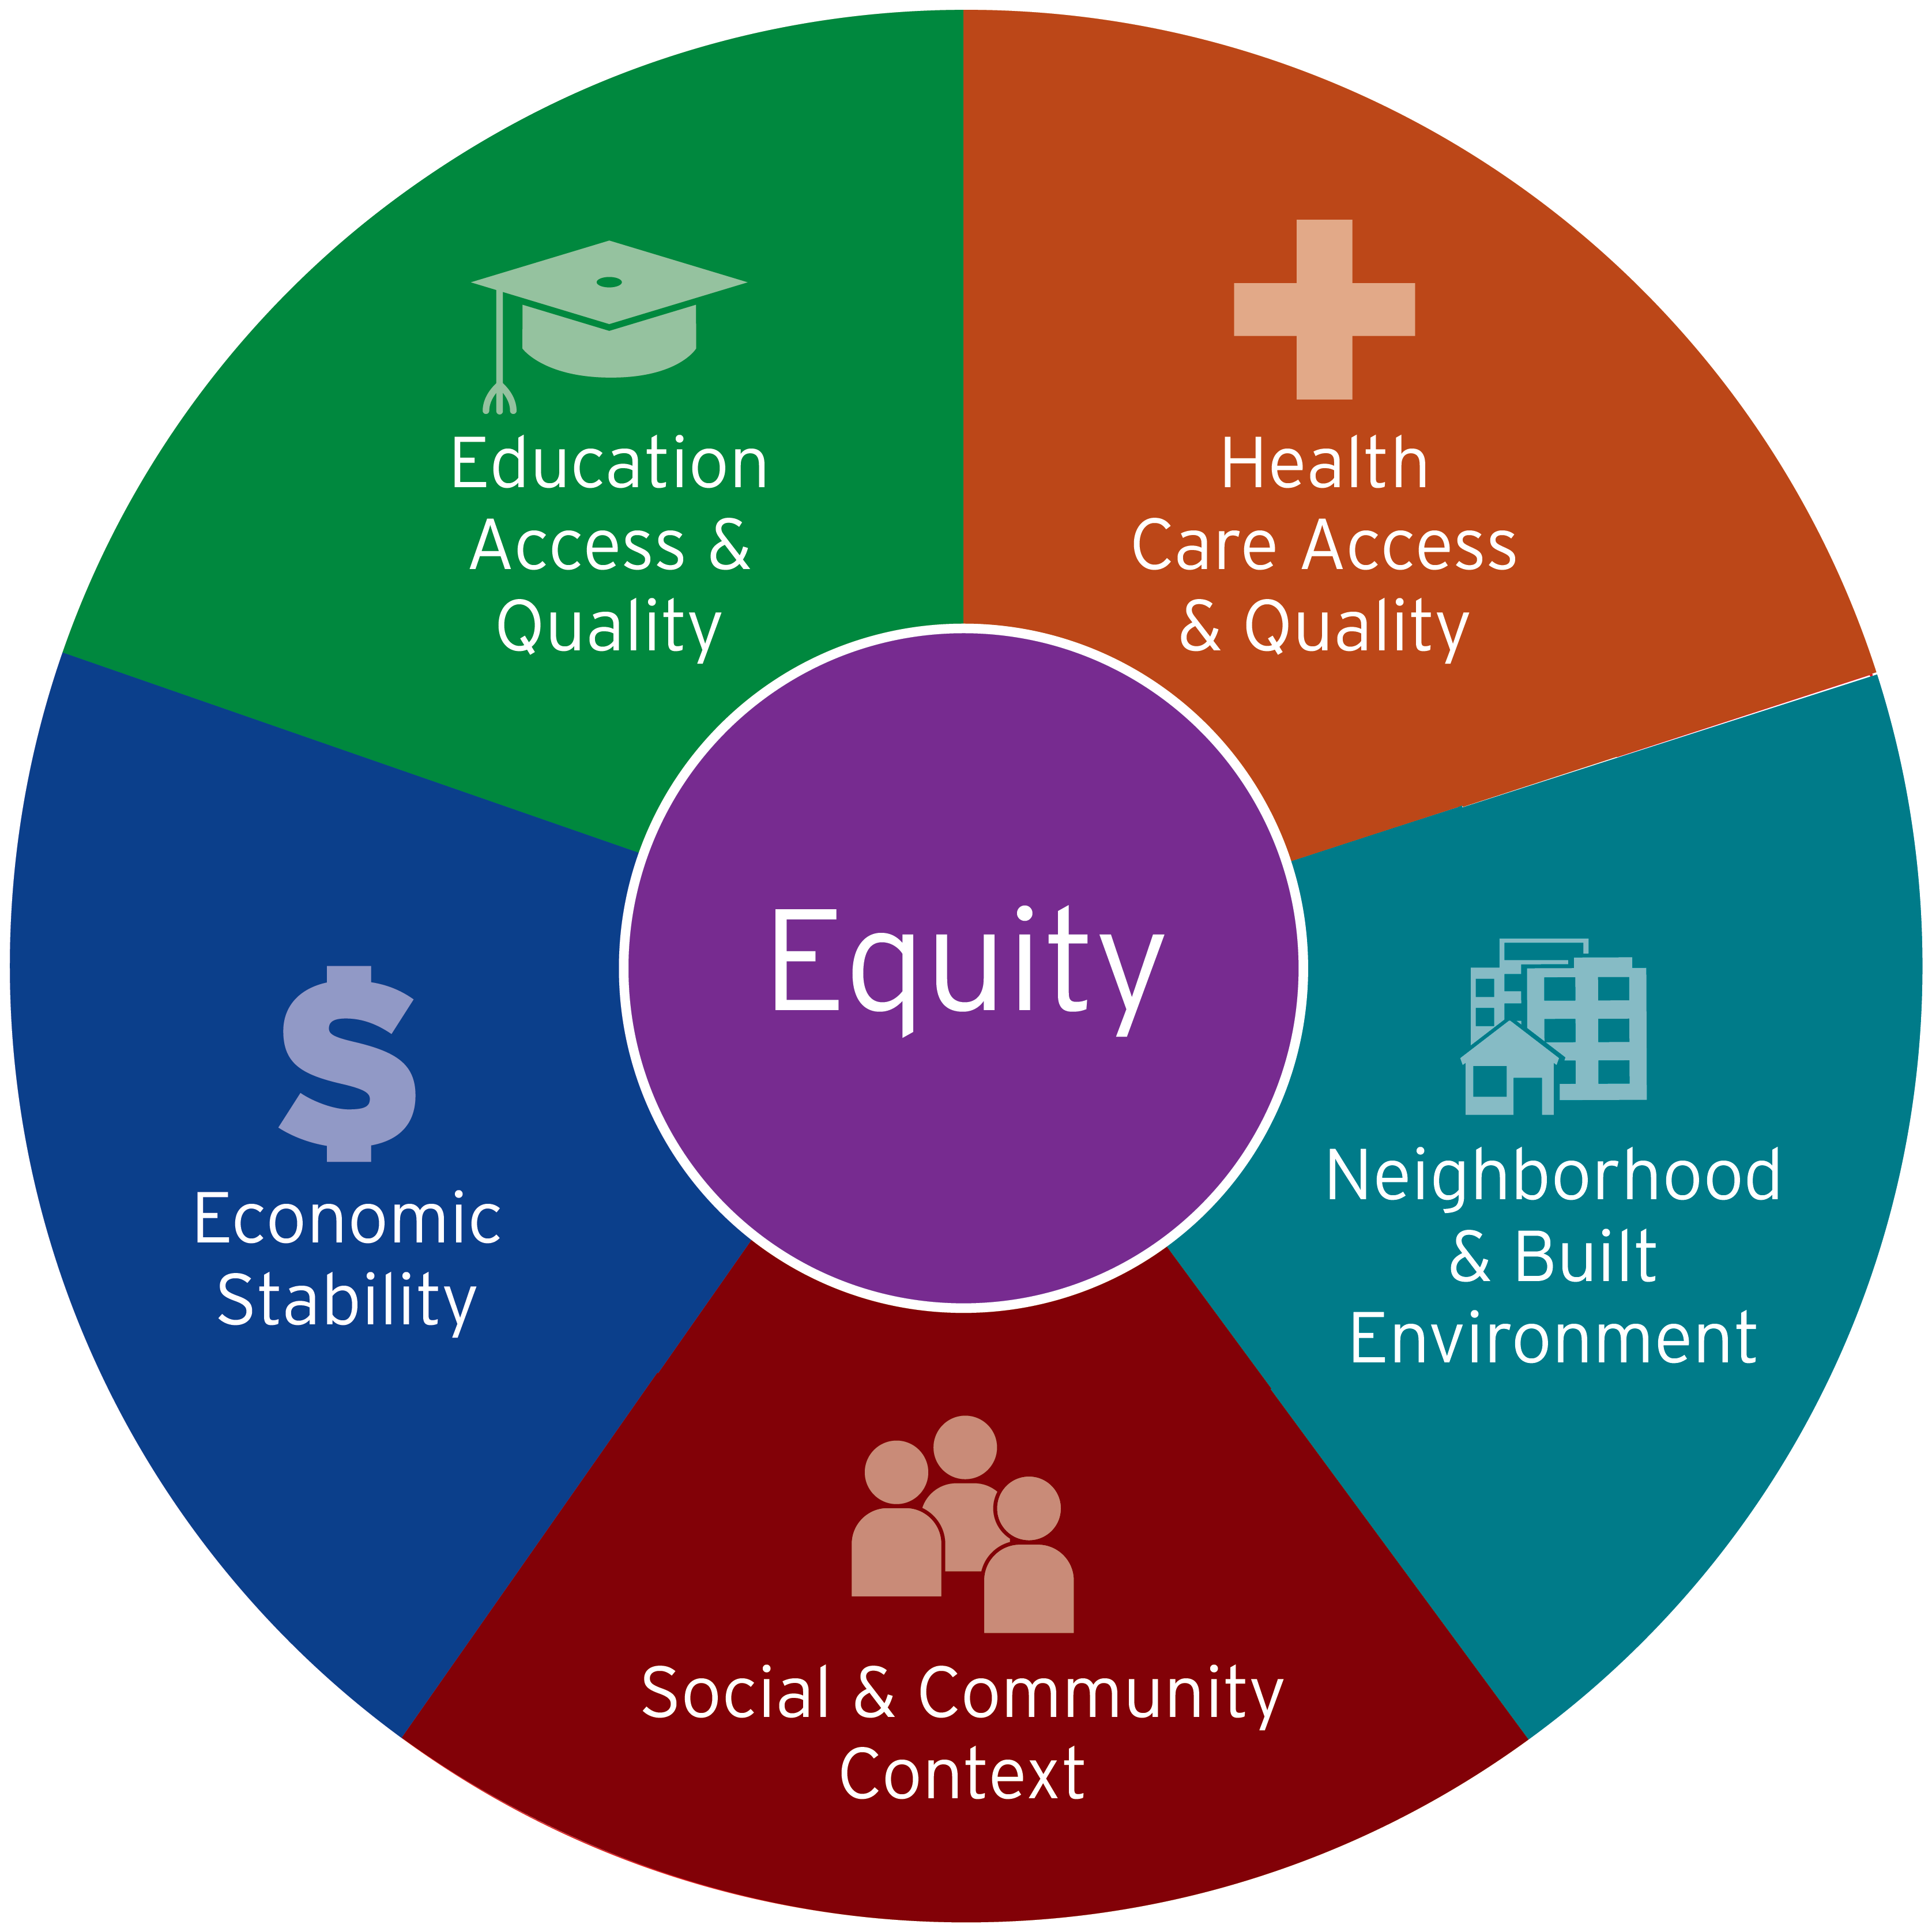 Education
Access &
Quality
Health
Care Access
& Quality
Equity
Economic
Stability
Neighborhood
& Built
Environment
Social & Community
Context